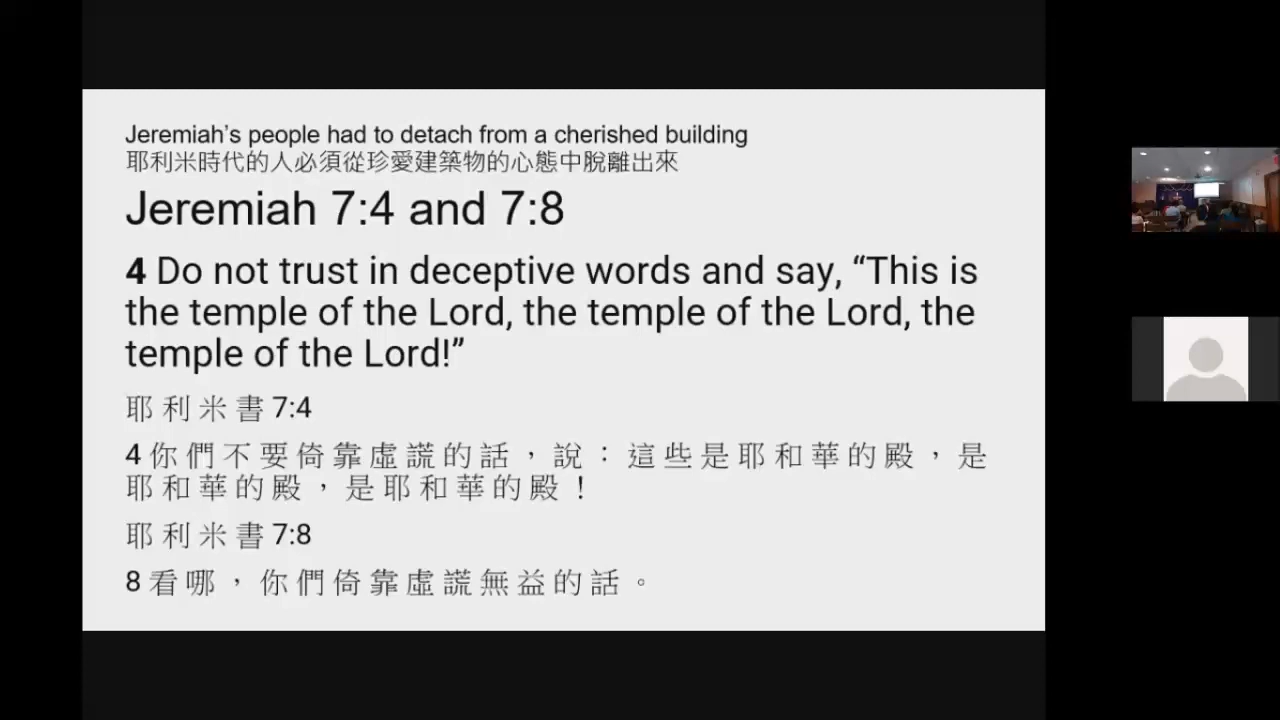 Jeremiah's people had to detach from a cherished building
耶利米時代的人必須從珍愛建築物的心態中脫離出來
Jeremiah 7:4 and 7:8
4 Do not trust in deceptive words and say, “This is
the temple of the Lord, the temple of the Lord, the
temple of the Lord!”
耶利米書 7:4
4 你們不要倚靠虛謊的話，說：這些是耶和華的殿，是
耶和華的殿，是耶和華的殿！
耶利米書 7:8
8 看哪，你們倚靠虛謊無益的話。